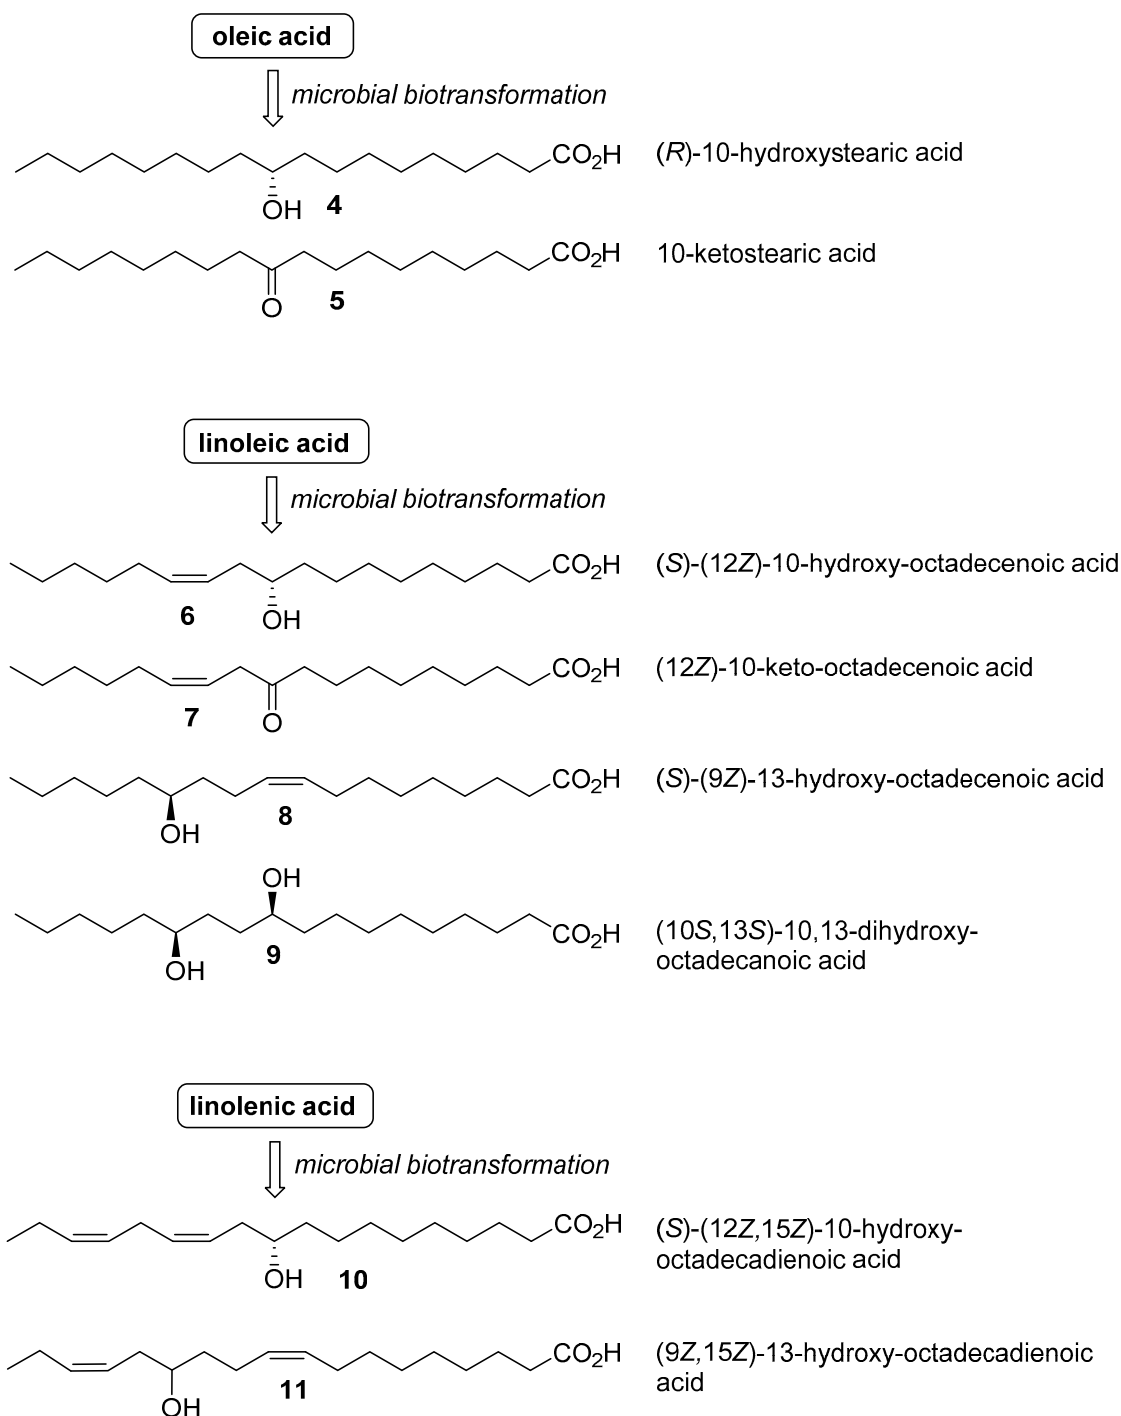 oleic acid
microbial biotransformation
CO₂H (R)-10-hydroxystearic acid
OH 4
CO₂H 10-ketostearic acid
O 5
linoleic acid
microbial biotransformation
CO₂H (S)-(12Z)-10-hydroxy-octadecenoic acid
6 OH
CO₂H (12Z)-10-keto-octadecenoic acid
7 O
CO₂H (S)-(9Z)-13-hydroxy-octadecenoic acid
OH 8
OH
CO₂H (10S,13S)-10,13-dihydroxy-
OH 9 octadecanoic acid
linolenic acid
microbial biotransformation
CO₂H (S)-(12Z,15Z)-10-hydroxy-
octadecadienoic acid
OH 10
CO₂H (9Z,15Z)-13-hydroxy-octadecadienoic
11 acid
OH